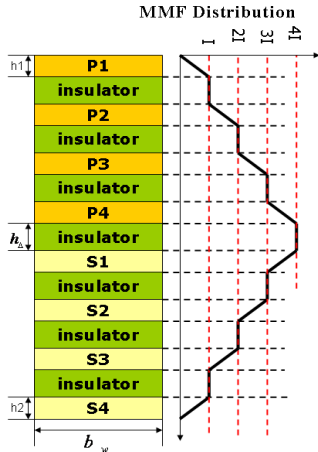 MMF Distribution
I 2I 3I 4I
h1
P1
insulator
P2
insulator
P3
insulator
P4
hΔ
insulator
S1
insulator
S2
insulator
S3
insulator
h2
S4
b w